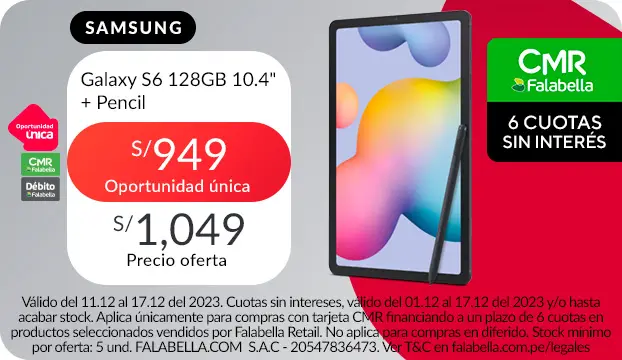 SAMSUNG
Galaxy S6 128GB 10.4"
+ Pencil
Oportunidad
única
CMR
Falabella
Débito
Falabella
S/949
Oportunidad única
S/1,049
Precio oferta
CMR
Falabella
6 CUOTAS
SIN INTERÉS
Válido del 11.12 al 17.12 del 2023. Cuotas sin intereses, válido del 01.12 al 17.12 del 2023 y/o hasta
acabar stock. Aplica únicamente para compras con tarjeta CMR financiando a un plazo de 6 cuotas en
productos seleccionados vendidos por Falabella Retail. No aplica para compras en diferido. Stock mínimo
por oferta: 5 und. FALABELLA.COM S.A.C - 20547836473. Ver T&C en falabella.com.pe/legales